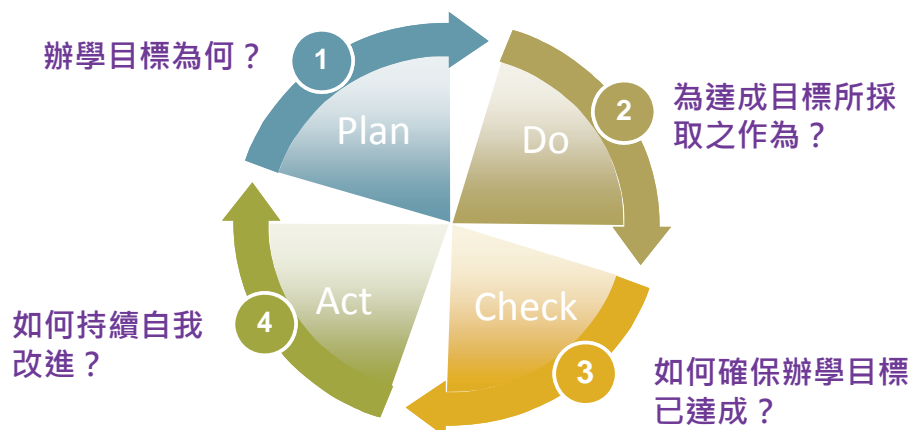 辦學目標為何？
1
Plan
2
Do
為達成目標所採
取之作為？
Check
3
如何確保辦學目標
已達成？
Act
4
如何持續自我
改進？